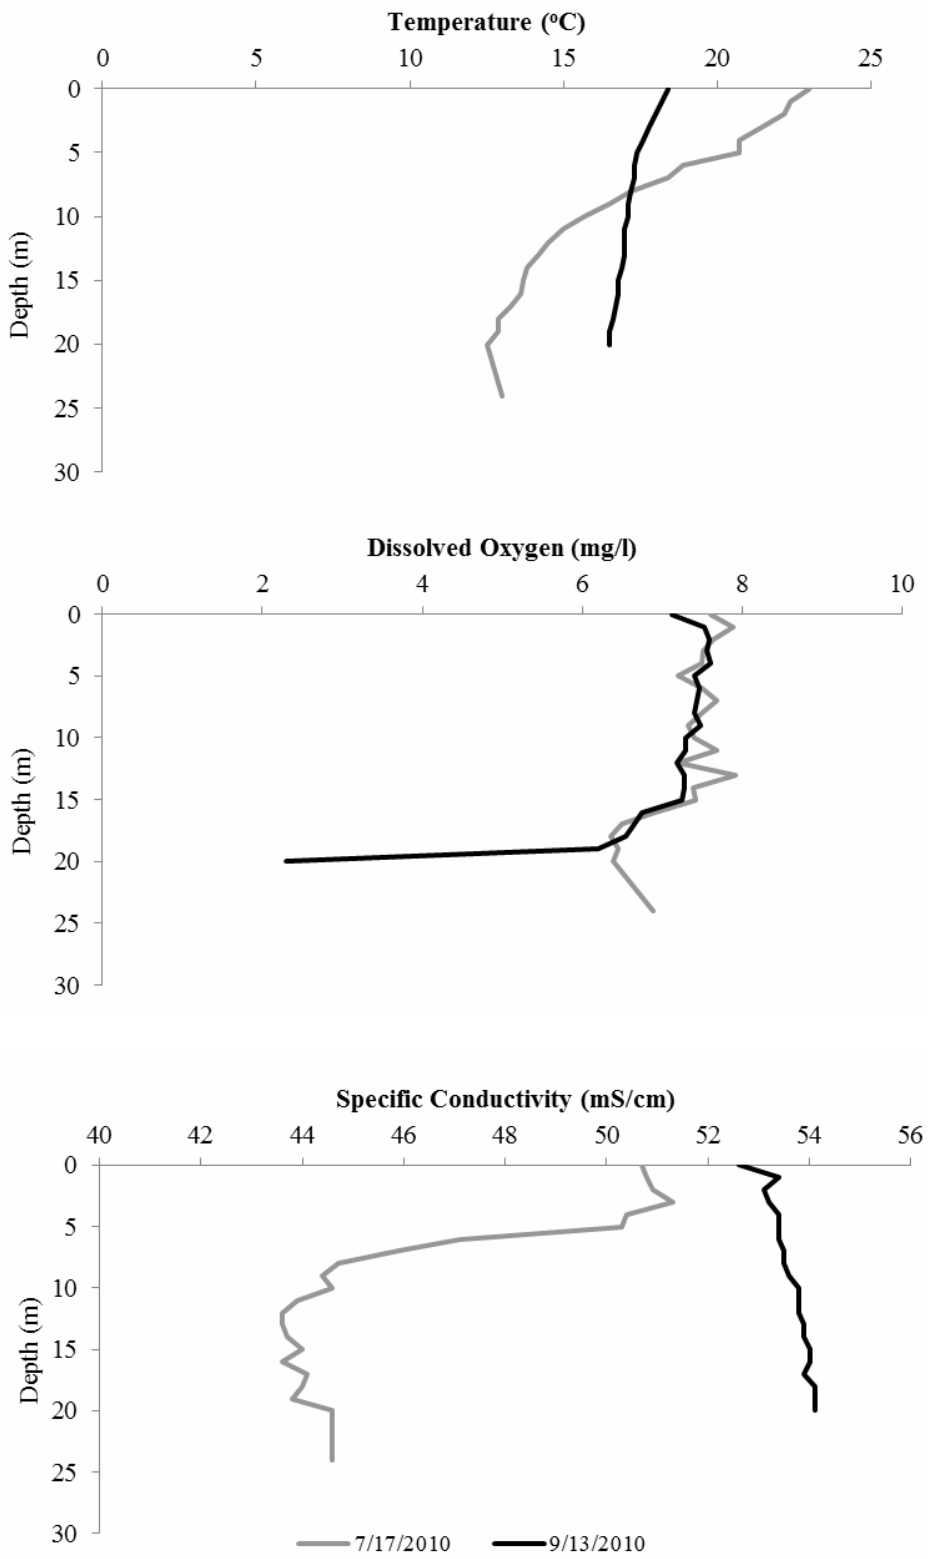 Temperature (°C)
0 5 10 15 20 25
0
5
10
15
20
25
30
Depth (m)
Dissolved Oxygen (mg/l)
0 2 4 6 8 10
0
5
10
15
20
25
30
Depth (m)
Specific Conductivity (mS/cm)
40 42 44 46 48 50 52 54 56
0
5
10
15
20
25
30
Depth (m)
7/17/2010 9/13/2010